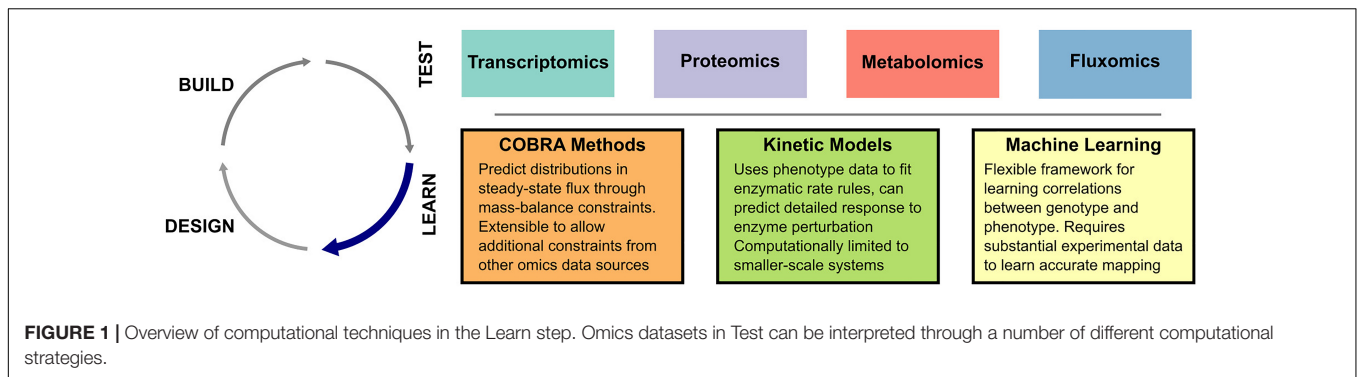 BUILD
TEST
DESIGN
LEARN
Transcriptomics
Proteomics
Metabolomics
Fluxomics
COBRA Methods
Predict distributions in
steady-state flux through
mass-balance constraints.
Extensible to allow
additional constraints from
other omics data sources
Kinetic Models
Uses phenotype data to fit
enzymatic rate rules, can
predict detailed response to
enzyme perturbation
Computationally limited to
smaller-scale systems
Machine Learning
Flexible framework for
learning correlations
between genotype and
phenotype. Requires
substantial experimental data
to learn accurate mapping
FIGURE 1 | Overview of computational techniques in the Learn step. Omics datasets in Test can be interpreted through a number of different computational
strategies.